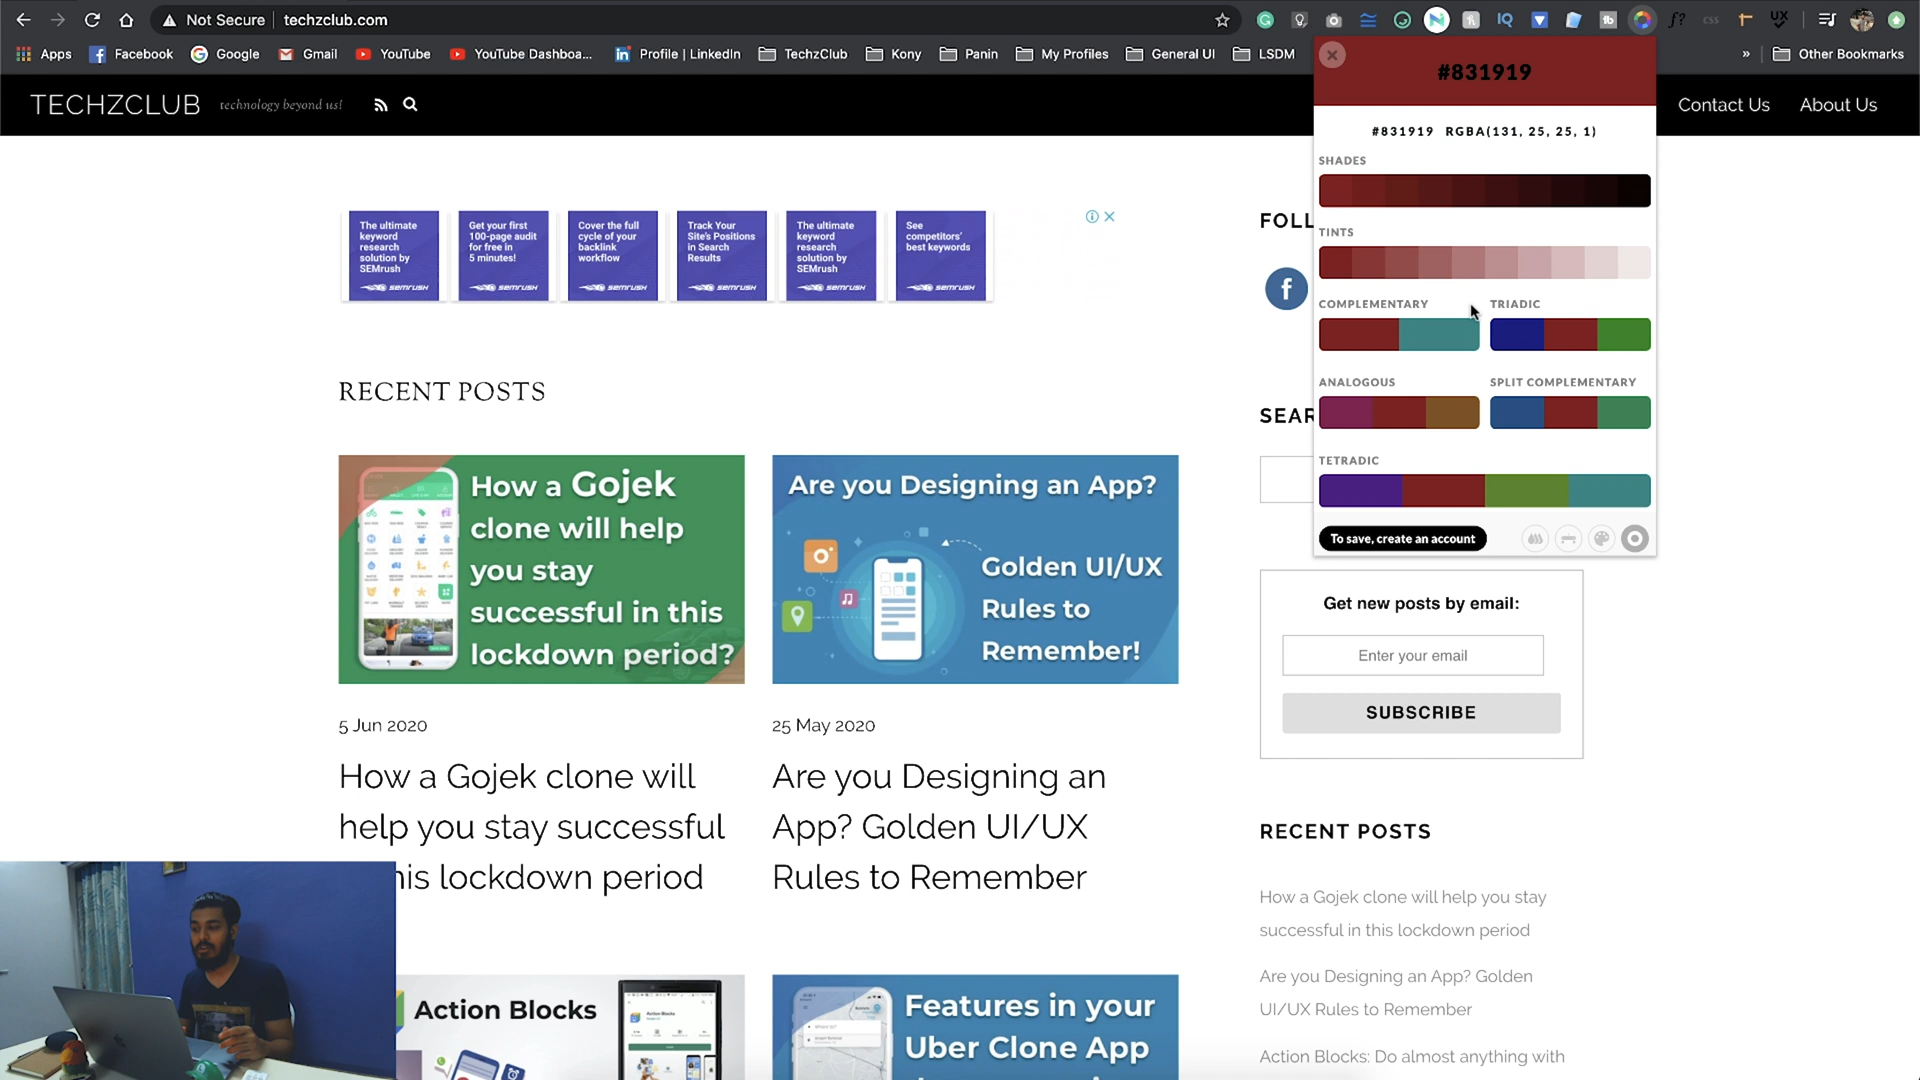 Not Secure
techzclub.com
Apps
Facebook
Google
Gmail
YouTube
YouTube Dashboa...
Profile | LinkedIn
TechzClub
Kony
Panin
My Profiles
General UI
LSDM
»
Other Bookmarks
TECHZCLUB
technology beyond us!
Contact Us
About Us
#831919
#831919 RGBA(131, 25, 25, 1)
SHADES
TINTS
COMPLEMENTARY
TRIADIC
ANALOGOUS
SPLIT COMPLEMENTARY
TETRADIC
To save, create an account
The ultimate
keyword
research
solution by
SEMrush
semrush
Get your first
100-page audit
for free in
5 minutes!
semrush
Cover the full
cycle of your
backlink
workflow
semrush
Track Your
Site's Positions
in Search
Results
semrush
The ultimate
keyword
research
solution by
SEMrush
semrush
See
competitors'
best keywords
semrush
FOLL
SEAR
RECENT POSTS
How a Gojek
clone will help
you stay
successful in this
lockdown period?
5 Jun 2020
How a Gojek clone will
help you stay successful
his lockdown period
Are you Designing an App?
Golden UI/UX
Rules to
Remember!
25 May 2020
Are you Designing an
App? Golden UI/UX
Rules to Remember
Action Blocks
Features in your
Uber Clone App
Get new posts by email:
Enter your email
SUBSCRIBE
RECENT POSTS
How a Gojek clone will help you stay
successful in this lockdown period
Are you Designing an App? Golden
UI/UX Rules to Remember
Action Blocks: Do almost anything with